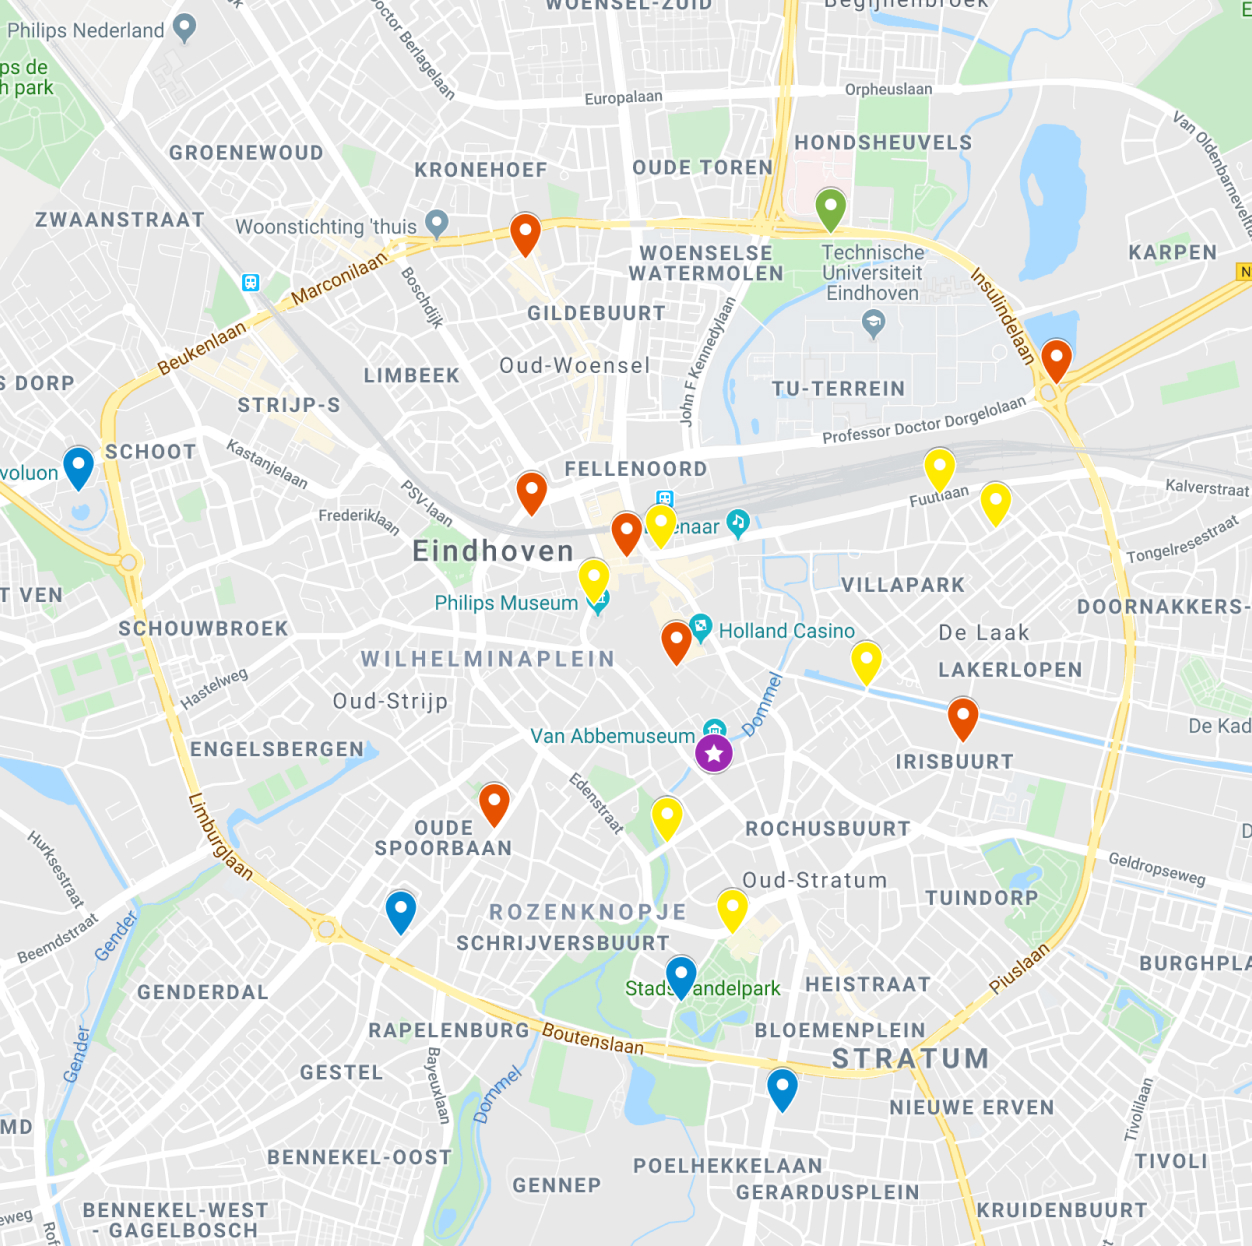 WOENSEL-ZUID
Begijnenbroek
Philips Nederland
Doctor Berlagelaan
Europalaan
Orpheuslaan
Van Oldenbarneveltla
ps de
h park
GROENEWOUD
KRONEHOEF
OUDE TOREN
HONDSHEUVELS
ZWAANSTRAAT
Woonstichting 'thuis
WOENSELSE
WATERMOLEN
Technische
Universiteit
Eindhoven
KARPEN
N
Marconilaan
Boschdijk
Insulindelaan
GILDEBUURT
John F Kennedylaan
Beukenlaan
LIMBEEK
Oud-Woensel
TU-TERREIN
S DORP
STRIJP-S
Professor Doctor Dorgelolaan
SCHOOT
Kastanjelaan
FELLENOORD
voluon
PSV-laan
Fuutlaan
Kalverstraat
Frederiklaan
enaar
Eindhoven
Tongelresestraat
T VEN
Philips Museum
VILLAPARK
DOORNAKKERS-
SCHOUWBROEK
Holland Casino
De Laak
WILHELMINAPLEIN
LAKERLOPEN
Hastelweg
Oud-Strijp
Dommel
De Kad
ENGELSBERGEN
Van Abbemuseum
IRISBUURT
Edenstraat
Limburglaan
OUDE
SPOORBAAN
ROCHUSBUURT
Hurksestraat
Geldropseweg
Oud-Stratum
TUINDORP
ROZENKNOPJE
Gender
Beemdstraat
SCHRIJVERSBUURT
BURGHPLA
Piuslaan
GENDERDAL
Stadswandelpark
HEISTRAAT
RAPELENBURG
Boutenslaan
BLOEMENPLEIN
STRATUM
Gender
GESTEL
Bayeuxlaan
Dommel
NIEUWE ERVEN
Tivolilaan
MD
BENNEKEL-OOST
POELHEKKELAAN
TIVOLI
GENNEP
GERARDUSPLEIN
BENNEKEL-WEST
- GAGELBOSCH
KRUIDENBUURT
eweg
Rof